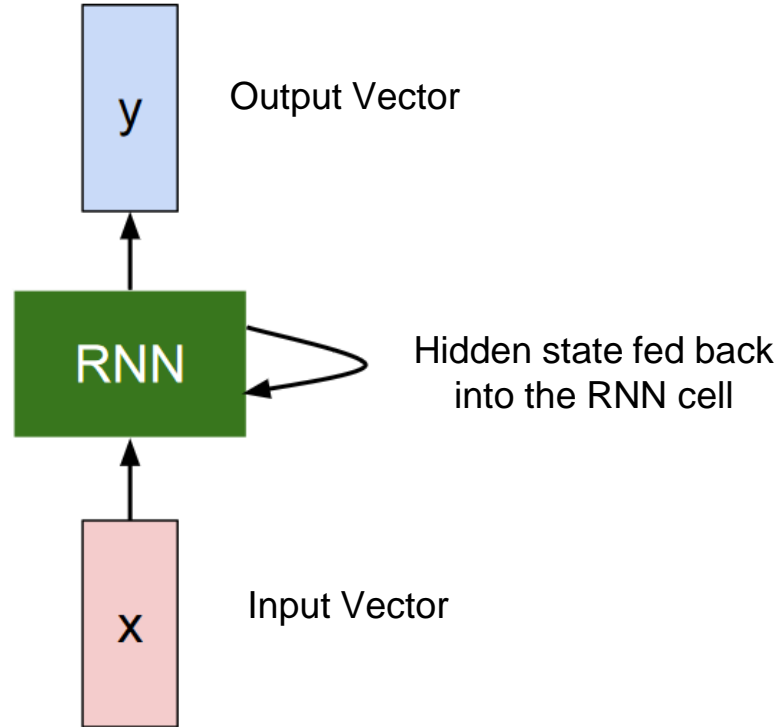 y
Output Vector
RNN
Hidden state fed back
into the RNN cell
x
Input Vector